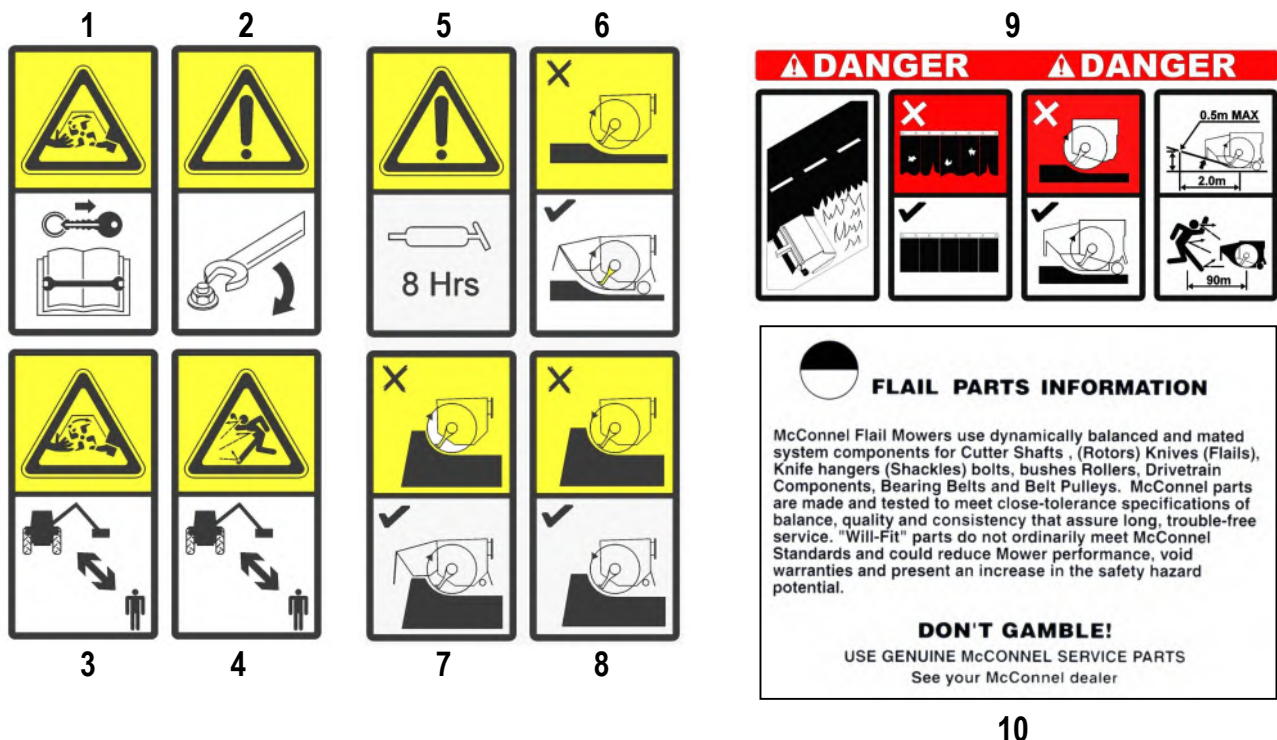 1
2
5
6
9
DANGER DANGER
0.5m MAX
2.0m
8 Hrs
90m
3
4
7
8
FLAIL PARTS INFORMATION
McConnel Flail Mowers use dynamically balanced and mated
system components for Cutter Shafts , (Rotors) Knives (Flails),
Knife hangers (Shackles) bolts, bushes Rollers, Drivetrain
Components, Bearing Belts and Belt Pulleys. McConnel parts
are made and tested to meet close-tolerance specifications of
balance, quality and consistency that assure long, trouble-free
service. "Will-Fit" parts do not ordinarily meet McConnel
Standards and could reduce Mower performance, void
warranties and present an increase in the safety hazard
potential.
DON'T GAMBLE!
USE GENUINE McCONNEL SERVICE PARTS
See your McConnel dealer
10